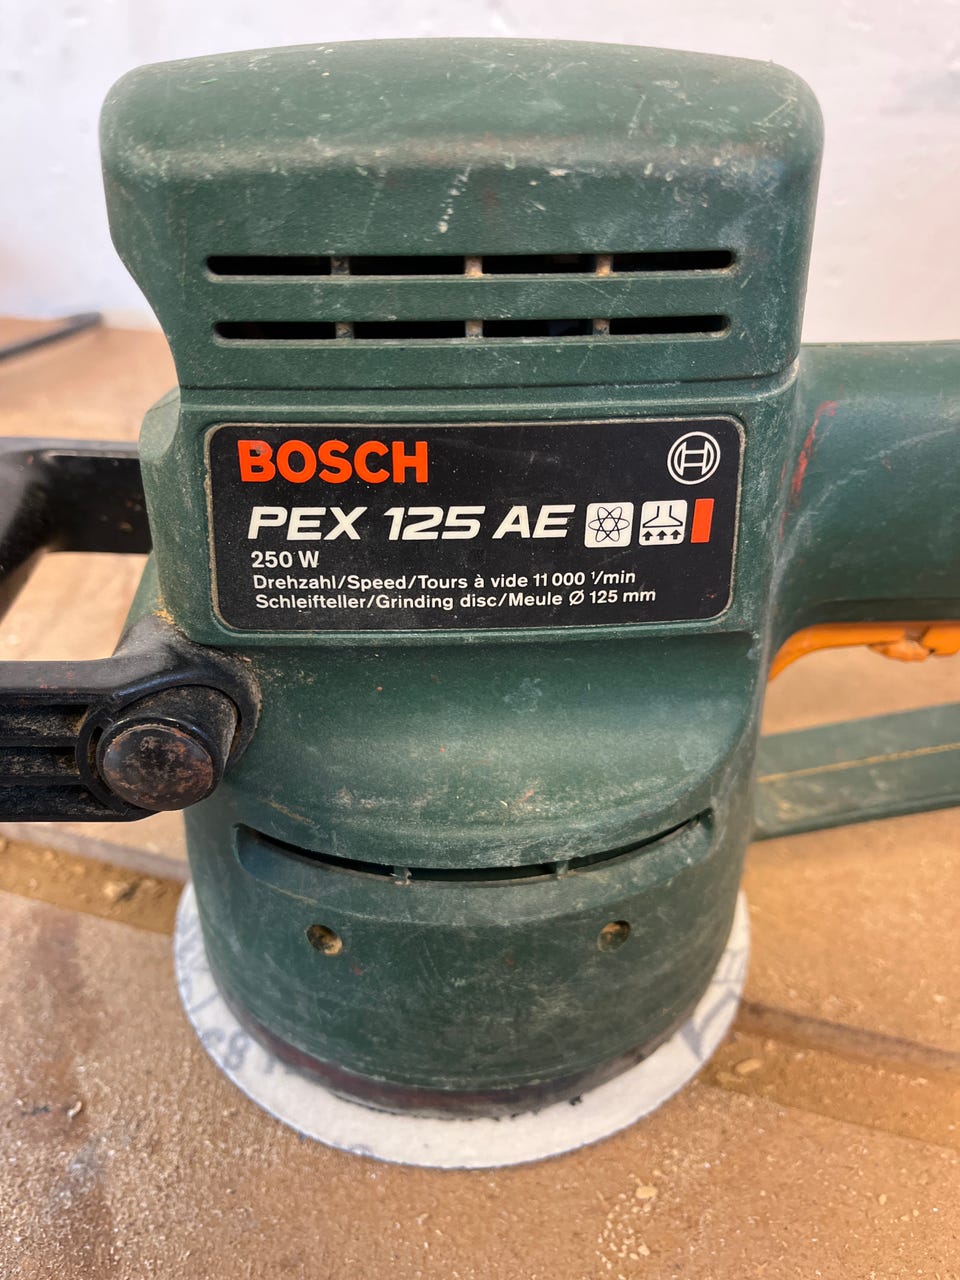 BOSCH
PEX 125 AE
250 W
Drehzahl/Speed/Tours à vide 11 000 ¹/min
Schleifteller/Grinding disc/Meule Ø 125 mm